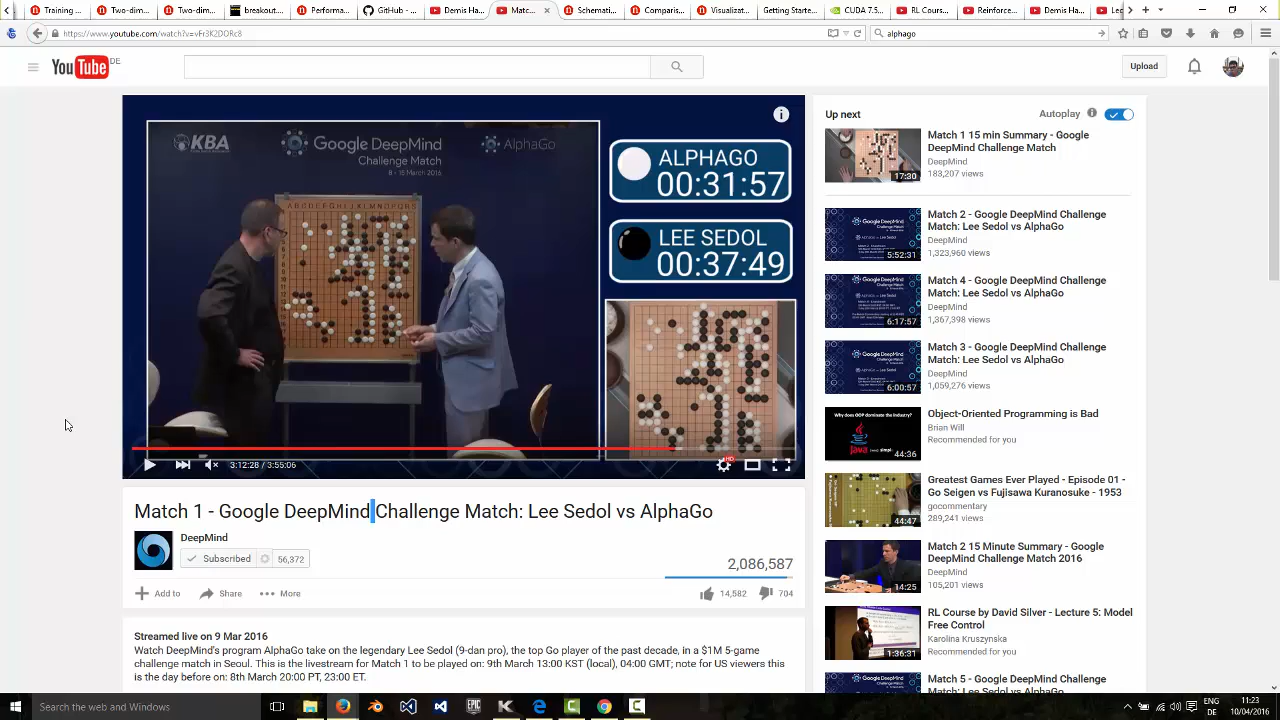 Training ...
Two-dim...
Two-dim...
breakout...
Performa...
GitHub - ...
Demis Ha...
Matc...
Schemati...
Comparis...
Visualizat...
Getting Starte...
CUDA 7.5...
RL Cours...
Reinforce...
Demis Ha...
https://www.youtube.com/watch?v=vFr3K2DORc8
alphago
YouTube DE
Upload
KBA
Google DeepMind
Challenge Match
8 - 15 March 2016
AlphaGo
ALPHAGO
00:31:57
LEE SEDOL
00:37:49
3:12:28 / 3:55:06
HD
Match 1 - Google DeepMind Challenge Match: Lee Sedol vs AlphaGo
DeepMind
Subscribed
56,372
2,086,587
Add to
Share
More
14,582
704
Streamed live on 9 Mar 2016
Watch DeepMind's program AlphaGo take on the legendary Lee Sedol (9-dan pro), the top Go player of the past decade, in a $1M 5-game
challenge match in Seoul. This is the livestream for Match 1 to be played on: 9th March 13:00 KST (local), 04:00 GMT; note for US viewers this
is the day before on: 8th March 20:00 PT, 23:00 ET.
Up next
Autoplay
Match 1 15 min Summary - Google
DeepMind Challenge Match
DeepMind
183,207 views
17:30
Match 2 - Google DeepMind Challenge
Match: Lee Sedol vs AlphaGo
DeepMind
1,323,960 views
5:52:31
Match 4 - Google DeepMind Challenge
Match: Lee Sedol vs AlphaGo
DeepMind
1,367,398 views
6:17:57
Match 3 - Google DeepMind Challenge
Match: Lee Sedol vs AlphaGo
DeepMind
1,059,276 views
6:00:57
Why does OOP dominate the industry?
Java
Object-Oriented Programming is Bad
Brian Will
Recommended for you
44:36
Greatest Games Ever Played - Episode 01 -
Go Seigen vs Fujisawa Kuranosuke - 1953
gocommentary
289,241 views
44:47
Match 2 15 Minute Summary - Google
DeepMind Challenge Match 2016
DeepMind
105,201 views
14:25
RL Course by David Silver - Lecture 5: Model
Free Control
Karolina Kruszynska
Recommended for you
1:36:31
Match 5 - Google DeepMind Challenge
Match: Lee Sedol vs AlphaGo
Search the web and Windows
ENG
DE
11:23
10/04/2016